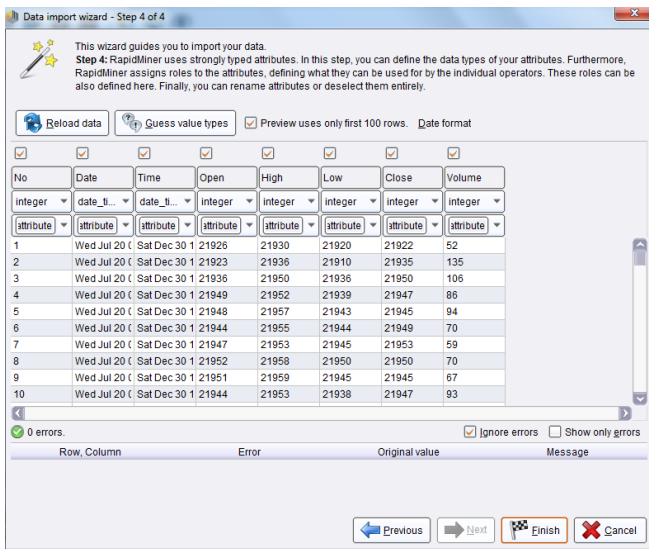 Data import wizard - Step 4 of 4
This wizard guides you to import your data.
Step 4: RapidMiner uses strongly typed attributes. In this step, you can define the data types of your attributes. Furthermore,
RapidMiner assigns roles to the attributes, defining what they can be used for by the individual operators. These roles can be
also defined here. Finally, you can rename attributes or deselect them entirely.
Reload data Guess value types Preview uses only first 100 rows. Date format
No Date Time Open High Low Close Volume
integer date_ti... date_ti... integer integer integer integer integer
attribute attribute attribute attribute attribute attribute attribute attribute
1 Wed Jul 20 0 Sat Dec 30 1 21926 21930 21920 21922 52
2 Wed Jul 20 0 Sat Dec 30 1 21923 21936 21910 21935 135
3 Wed Jul 20 0 Sat Dec 30 1 21936 21950 21936 21950 106
4 Wed Jul 20 0 Sat Dec 30 1 21949 21952 21939 21947 86
5 Wed Jul 20 0 Sat Dec 30 1 21948 21957 21943 21945 94
6 Wed Jul 20 0 Sat Dec 30 1 21944 21955 21944 21949 70
7 Wed Jul 20 0 Sat Dec 30 1 21947 21953 21945 21953 59
8 Wed Jul 20 0 Sat Dec 30 1 21952 21958 21950 21950 70
9 Wed Jul 20 0 Sat Dec 30 1 21951 21959 21945 21945 67
10 Wed Jul 20 0 Sat Dec 30 1 21944 21953 21938 21947 93
0 errors. Ignore errors Show only errors
Row, Column Error Original value Message
Previous Next Finish Cancel